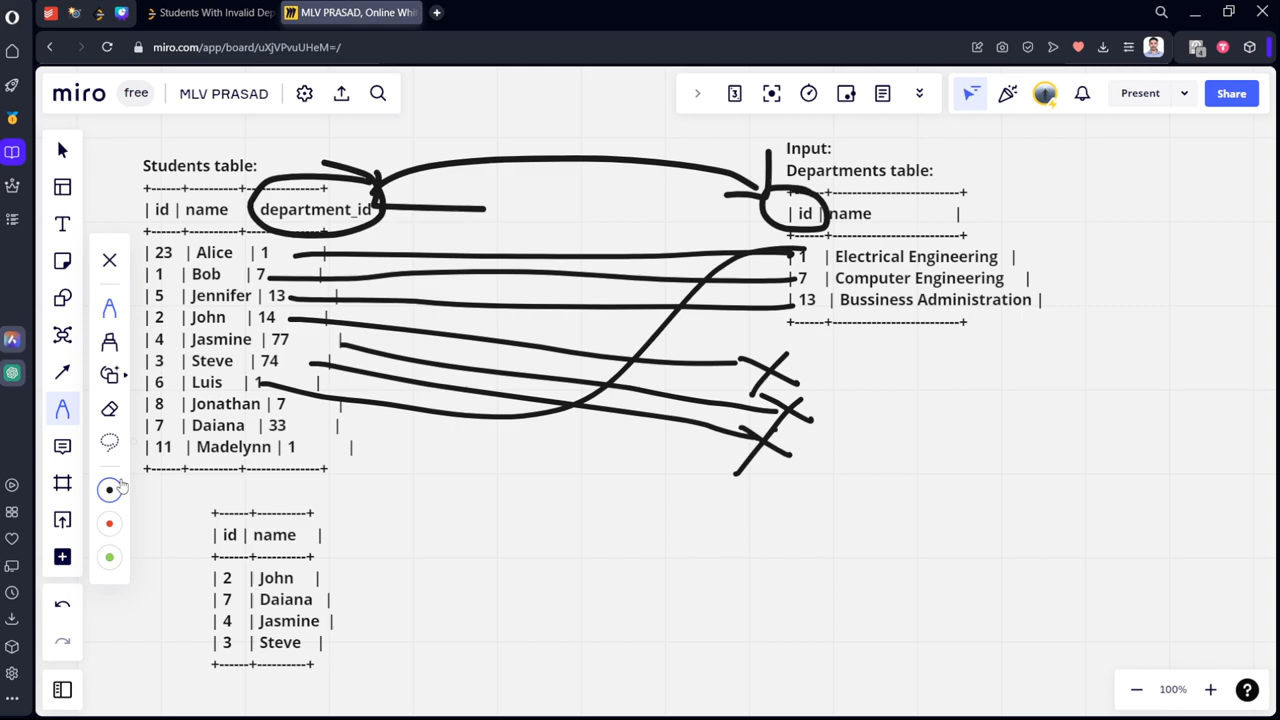 Students With Invalid Dep
MLV PRASAD, Online Whi
miro.com/app/board/uXjVPvuUHeM=/
miro free MLV PRASAD
Present
Share
Students table:
+------+----------+---------------+
| id | name department_id
+------+----------+---------------+
| 23 | Alice | 1 |
| 1 | Bob | 7 |
| 5 | Jennifer | 13 |
| 2 | John | 14 |
| 4 | Jasmine | 77 |
| 3 | Steve | 74 |
| 6 | Luis | 1 |
| 8 | Jonathan | 7 |
| 7 | Daiana | 33 |
| 11 | Madelynn | 1 |
+------+----------+---------------+
Input:
Departments table:
+------+--------------------------+
| id | name |
+------+--------------------------+
| 1 | Electrical Engineering |
| 7 | Computer Engineering |
| 13 | Bussiness Administration |
+------+--------------------------+
+------+----------+
| id | name |
+------+----------+
| 2 | John |
| 7 | Daiana |
| 4 | Jasmine |
| 3 | Steve |
+------+----------+
100%